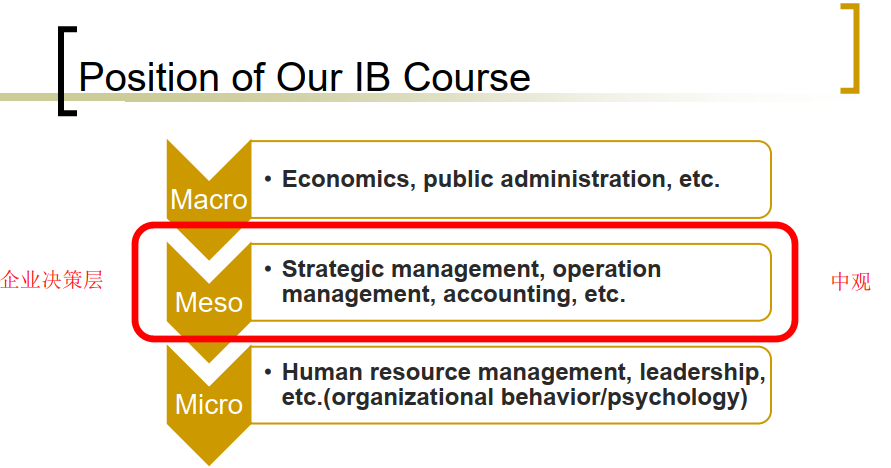 Position of Our IB Course
Macro
• Economics, public administration, etc.
企业决策层
Meso
• Strategic management, operation
management, accounting, etc.
中观
Micro
• Human resource management, leadership,
etc.(organizational behavior/psychology)